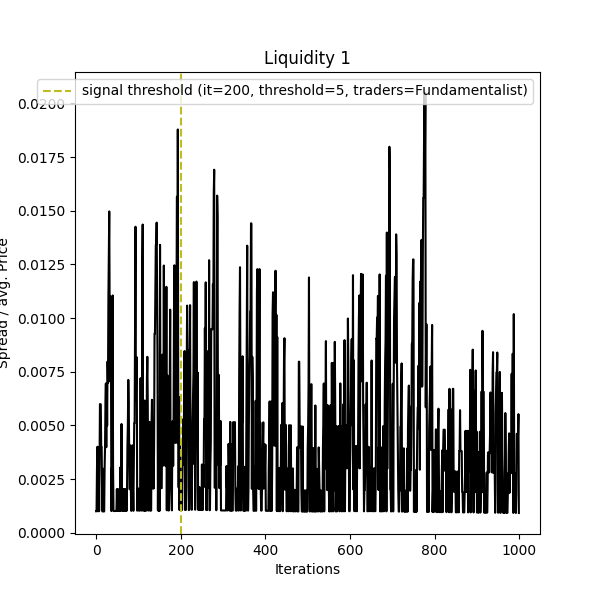 Liquidity 1
signal threshold (it=200, threshold=5, traders=Fundamentalist)
Spread / avg. Price
0.0200
0.0175
0.0150
0.0125
0.0100
0.0075
0.0050
0.0025
0.0000
0 200 400 600 800 1000
Iterations